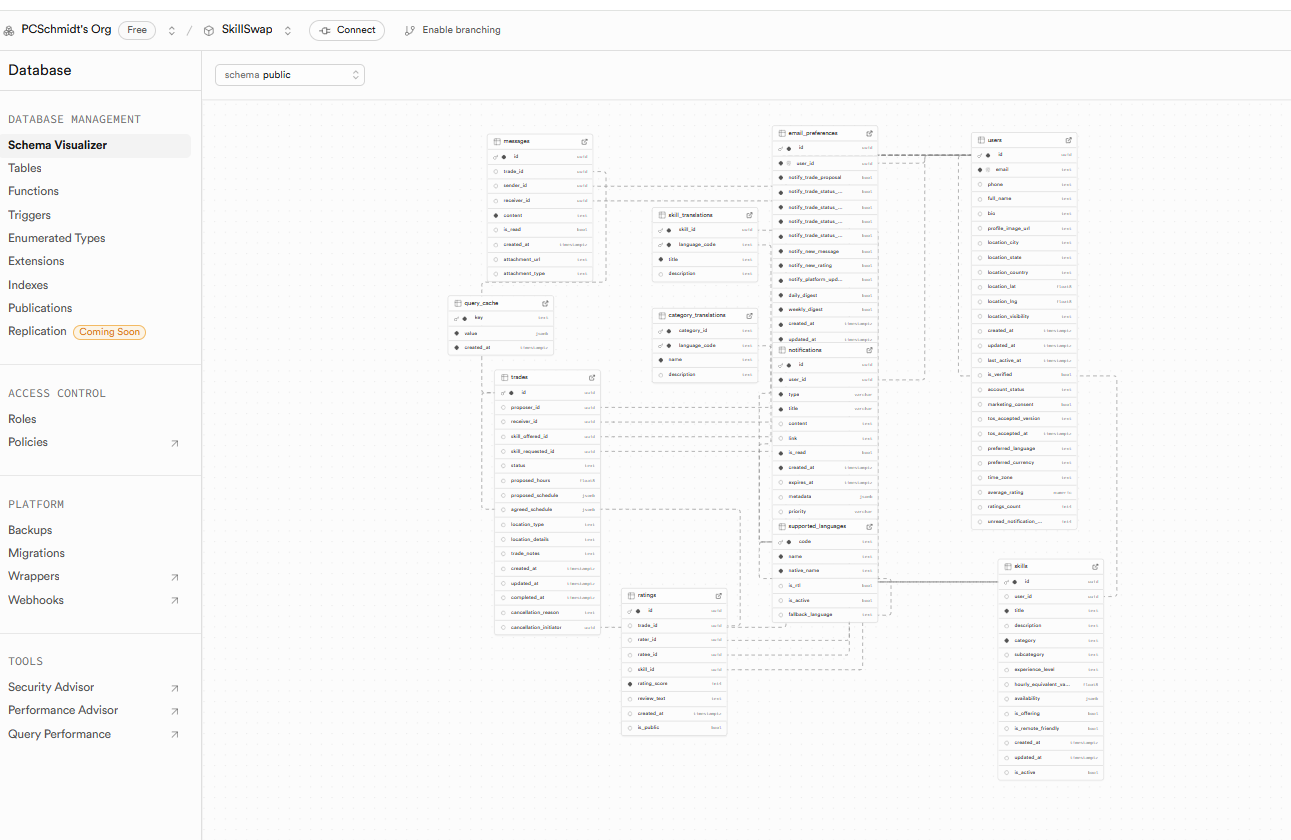 PCSchmidt's Org Free / SkillSwap Connect Enable branching
Database
schema public
DATABASE MANAGEMENT
Schema Visualizer
Tables
Functions
Triggers
Enumerated Types
Extensions
Indexes
Publications
Replication Coming Soon
ACCESS CONTROL
Roles
Policies
PLATFORM
Backups
Migrations
Wrappers
Webhooks
TOOLS
Security Advisor
Performance Advisor
Query Performance
messages
id uuid
trade_id uuid
sender_id uuid
receiver_id uuid
content text
is_read bool
created_at timestamptz
attachment_url text
attachment_type text
query_cache
key text
value jsonb
created_at timestamptz
trades
id uuid
proposer_id uuid
receiver_id uuid
skill_offered_id uuid
skill_requested_id uuid
status text
proposed_hours float8
proposed_schedule jsonb
agreed_schedule jsonb
location_type text
location_details text
trade_notes text
created_at timestamptz
updated_at timestamptz
completed_at timestamptz
cancellation_reason text
cancellation_initiator uuid
skill_translations
skill_id uuid
language_code text
title text
description text
category_translations
category_id text
language_code text
name text
description text
ratings
id uuid
trade_id uuid
rater_id uuid
ratee_id uuid
skill_id uuid
rating_score int4
review_text text
created_at timestamptz
is_public bool
email_preferences
id uuid
user_id uuid
notify_trade_proposal bool
notify_trade_status_... bool
notify_trade_status_... bool
notify_trade_status_... bool
notify_trade_status_... bool
notify_new_message bool
notify_new_rating bool
notify_platform_upd... bool
daily_digest bool
weekly_digest bool
created_at timestamptz
updated_at timestamptz
notifications
id uuid
user_id uuid
type varchar
title varchar
content text
link text
is_read bool
created_at timestamptz
expires_at timestamptz
metadata jsonb
priority varchar
supported_languages
code text
name text
native_name text
is_rtl bool
is_active bool
fallback_language text
users
id uuid
email text
phone text
full_name text
bio text
profile_image_url text
location_city text
location_state text
location_country text
location_lat float8
location_lng float8
location_visibility text
created_at timestamptz
updated_at timestamptz
last_active_at timestamptz
is_verified bool
account_status text
marketing_consent bool
tos_accepted_version text
tos_accepted_at timestamptz
preferred_language text
preferred_currency text
time_zone text
average_rating numeric
ratings_count int4
unread_notification_... int4
skills
id uuid
user_id uuid
title text
description text
category text
subcategory text
experience_level text
hourly_equivalent_va... float8
availability jsonb
is_offering bool
is_remote_friendly bool
created_at timestamptz
updated_at timestamptz
is_active bool